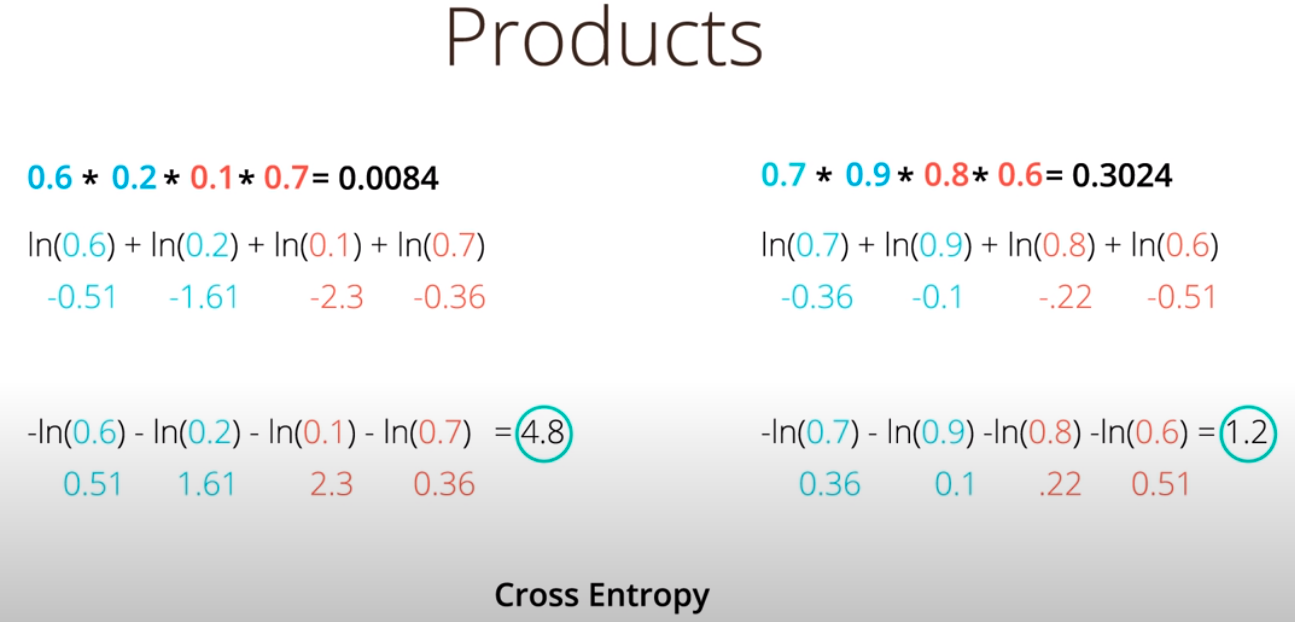 Products
0.6 * 0.2 * 0.1 * 0.7 = 0.0084
ln(0.6) + ln(0.2) + ln(0.1) + ln(0.7)
-0.51 -1.61 -2.3 -0.36
-ln(0.6) - ln(0.2) - ln(0.1) - ln(0.7) = 4.8
0.51 1.61 2.3 0.36
0.7 * 0.9 * 0.8* 0.6= 0.3024
ln(0.7) + ln(0.9) + ln(0.8) + ln(0.6)
-0.36 -0.1 -.22 -0.51
-ln(0.7) - ln(0.9) -ln(0.8) -ln(0.6) = 1.2
0.36 0.1 .22 0.51
Cross Entropy